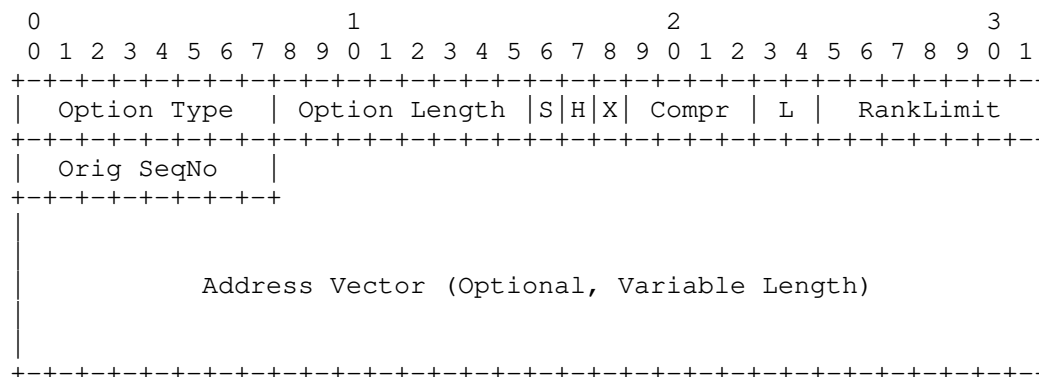 0                   1                   2                   3
0 1 2 3 4 5 6 7 8 9 0 1 2 3 4 5 6 7 8 9 0 1 2 3 4 5 6 7 8 9 0 1
+-+-+-+-+-+-+-+-+-+-+-+-+-+-+-+-+-+-+-+-+-+-+-+-+-+-+-+-+-+-+-+-
| Option Type | Option Length |S|H|X| Compr | L | RankLimit
+-+-+-+-+-+-+-+-+-+-+-+-+-+-+-+-+-+-+-+-+-+-+-+-+-+-+-+-+-+-+-+-
| Orig SeqNo |
+-+-+-+-+-+-+-+-+
|
|
| Address Vector (Optional, Variable Length)
|
|
+-+-+-+-+-+-+-+-+-+-+-+-+-+-+-+-+-+-+-+-+-+-+-+-+-+-+-+-+-+-+-+-